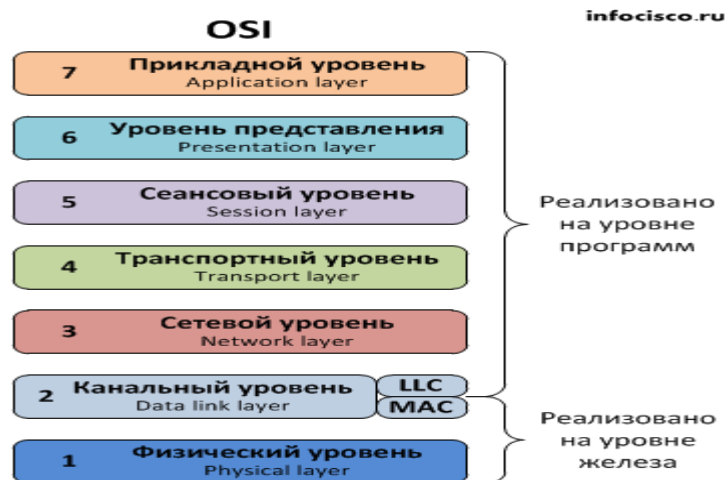 infocisco.ru
OSI
7 Прикладной уровень
Application layer
6 Уровень представления
Presentation layer
5 Сеансовый уровень
Session layer
4 Транспортный уровень
Transport layer
3 Сетевой уровень
Network layer
2 Канальный уровень
Data link layer
LLC
MAC
1 Физический уровень
Physical layer
Реализовано
на уровне
программ
Реализовано
на уровне
железа